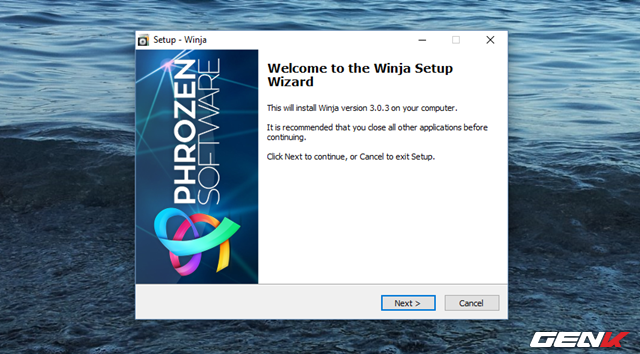 Setup - Winja
PHROZEN
SOFTWARE
Welcome to the Winja Setup
Wizard
This will install Winja version 3.0.3 on your computer.
It is recommended that you close all other applications before
continuing.
Click Next to continue, or Cancel to exit Setup.
Next >
Cancel
GENK